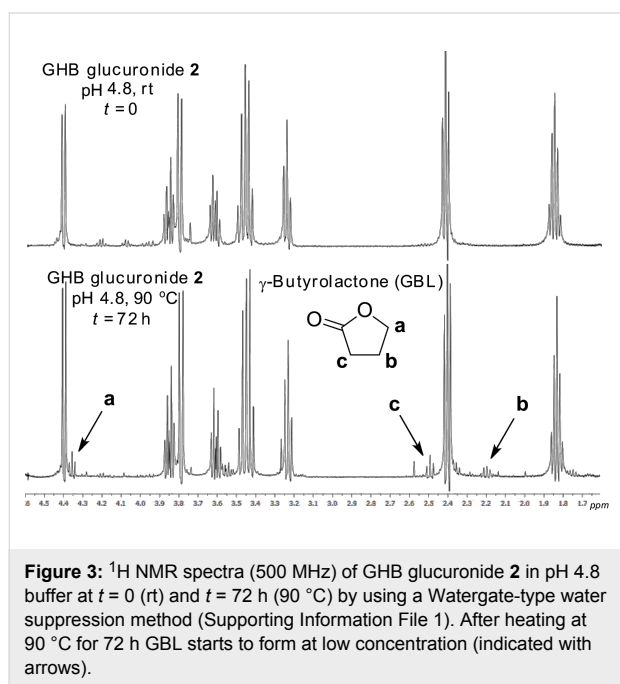 GHB glucuronide 2
pH 4.8, rt
t = 0
GHB glucuronide 2
pH 4.8, 90 °C
t = 72 h
γ-Butyrolactone (GBL)
O
O
a
b
c
a
c
b
4.5 4.4 4.3 4.2 4.1 4.0 3.9 3.8 3.7 3.6 3.5 3.4 3.3 3.2 3.1 3.0 2.9 2.8 2.7 2.6 2.5 2.4 2.3 2.2 2.1 2.0 1.9 1.8 1.7 ppm
Figure 3: ¹H NMR spectra (500 MHz) of GHB glucuronide 2 in pH 4.8
buffer at t = 0 (rt) and t = 72 h (90 °C) by using a Watergate-type water
suppression method (Supporting Information File 1). After heating at
90 °C for 72 h GBL starts to form at low concentration (indicated with
arrows).